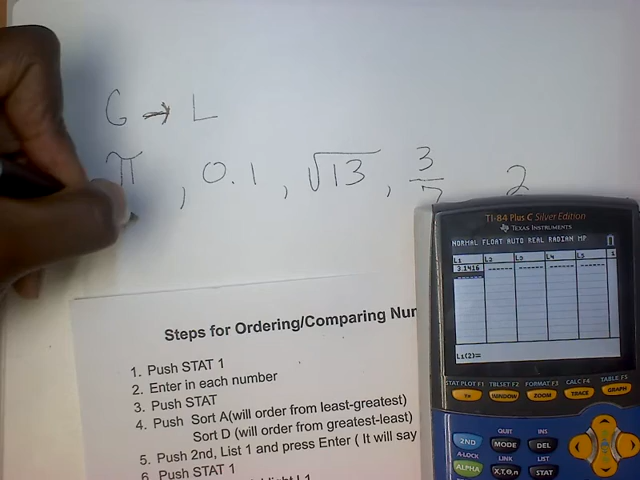 G → L
π , 0.1 , √13 , 3/7 2
Steps for Ordering/Comparing
1. Push STAT 1
2. Enter in each number
3. Push STAT
4. Push Sort A(will order from least-greatest)
Sort D (will order from greatest-least)
5. Push 2nd, List 1 and press Enter ( It will say
6. Push STAT 1
TI-84 Plus C Silver Edition
TEXAS INSTRUMENTS
NORMAL FLOAT AUTO REAL RADIAN MP
L1 L2 L3 L4 L5 1
3.1416
L1(2)=
STAT PLOT F1 TBLSET F2 FORMAT F3 CALC F4 TABLE F5
Y= WINDOW ZOOM TRACE GRAPH
QUIT INS
2ND MODE DEL
A-LOCK LINK LIST
ALPHA X,T,θ,n STAT